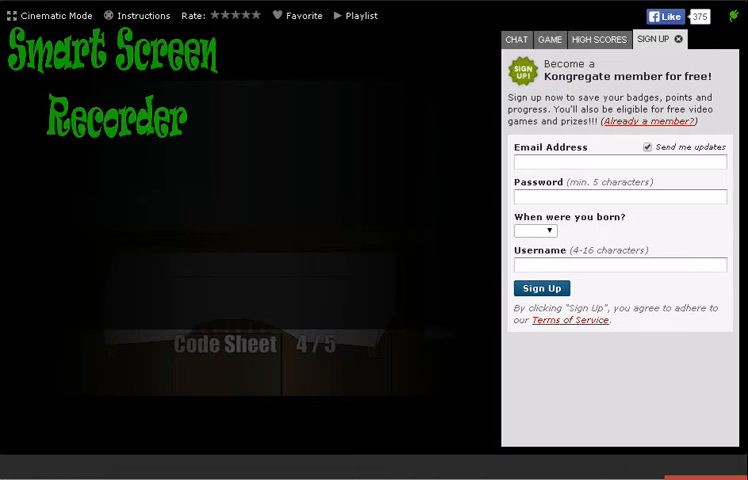 Cinematic Mode Instructions Rate: Favorite Playlist
Like 375
Smart Screen
Recorder
CHAT GAME HIGH SCORES SIGN UP
SIGN UP!
Become a
Kongregate member for free!
Sign up now to save your badges, points and
progress. You'll also be eligible for free video
games and prizes!!! (Already a member?)
Email Address Send me updates
Password (min. 5 characters)
When were you born?
Username (4-16 characters)
Sign Up
By clicking "Sign Up", you agree to adhere to
our Terms of Service.
Code Sheet 4/5